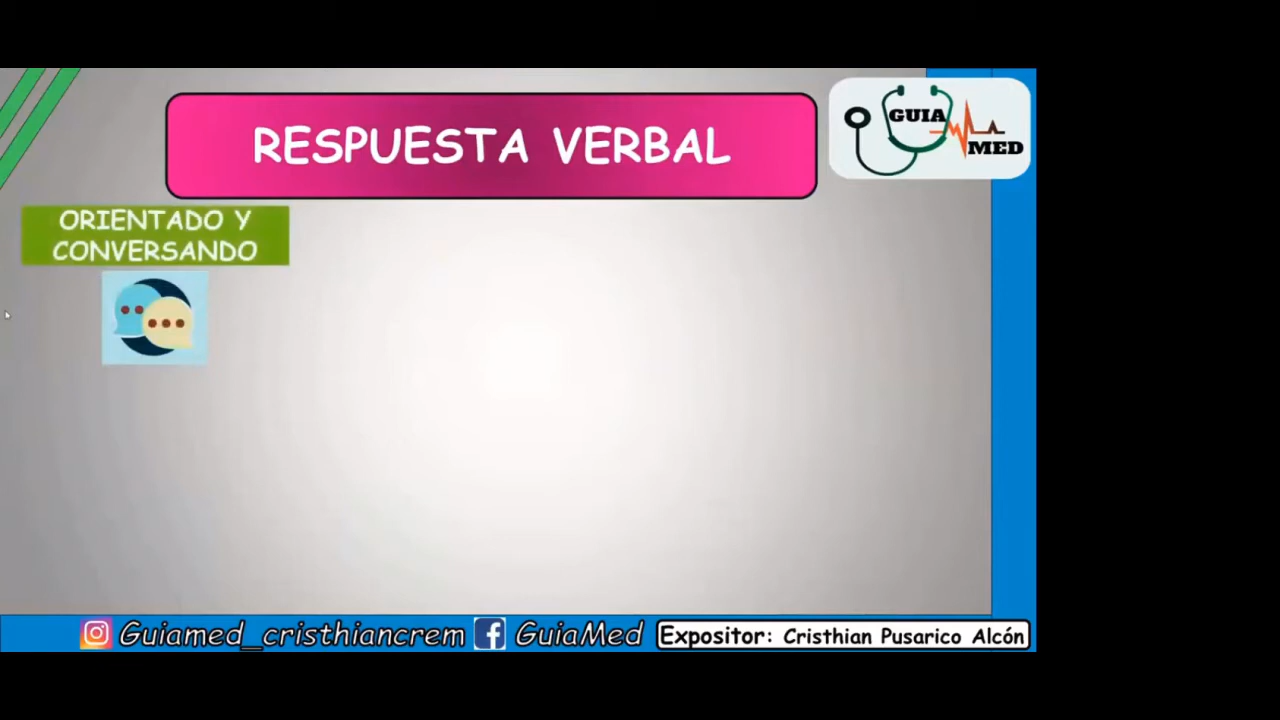 RESPUESTA VERBAL
GUIA
MED
ORIENTADO Y
CONVERSANDO
Guiamed_cristhiancrem GuiaMed Expositor: Cristhian Pusarico Alcón